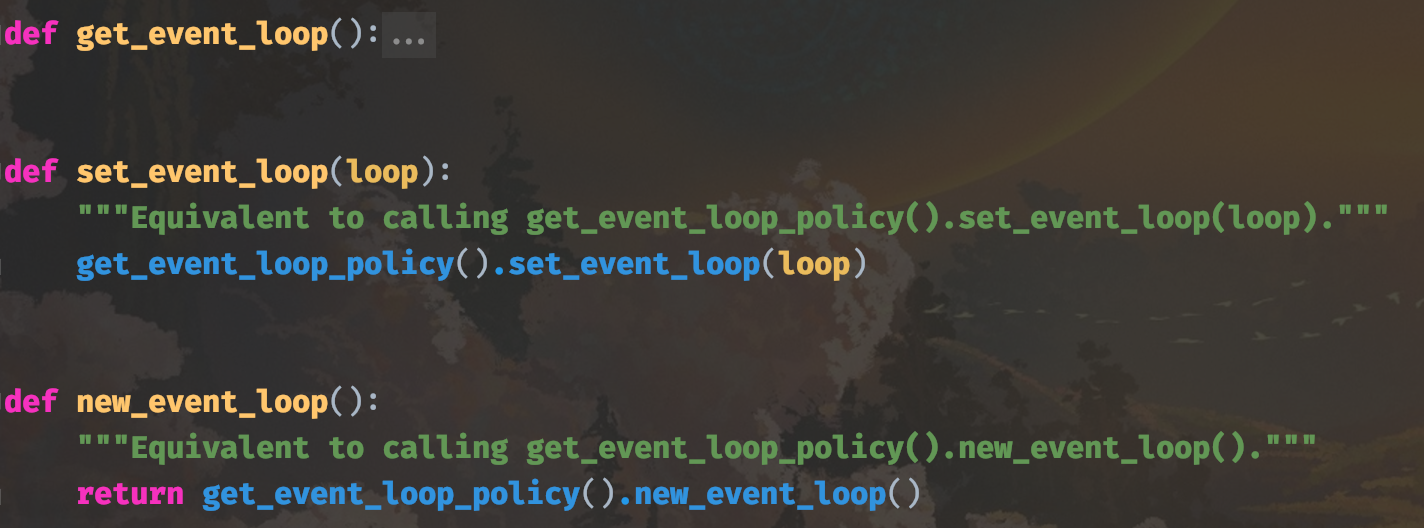 def get_event_loop():...
def set_event_loop(loop):
    """Equivalent to calling get_event_loop_policy().set_event_loop(loop)."""
    get_event_loop_policy().set_event_loop(loop)
def new_event_loop():
    """Equivalent to calling get_event_loop_policy().new_event_loop()."""
    return get_event_loop_policy().new_event_loop()